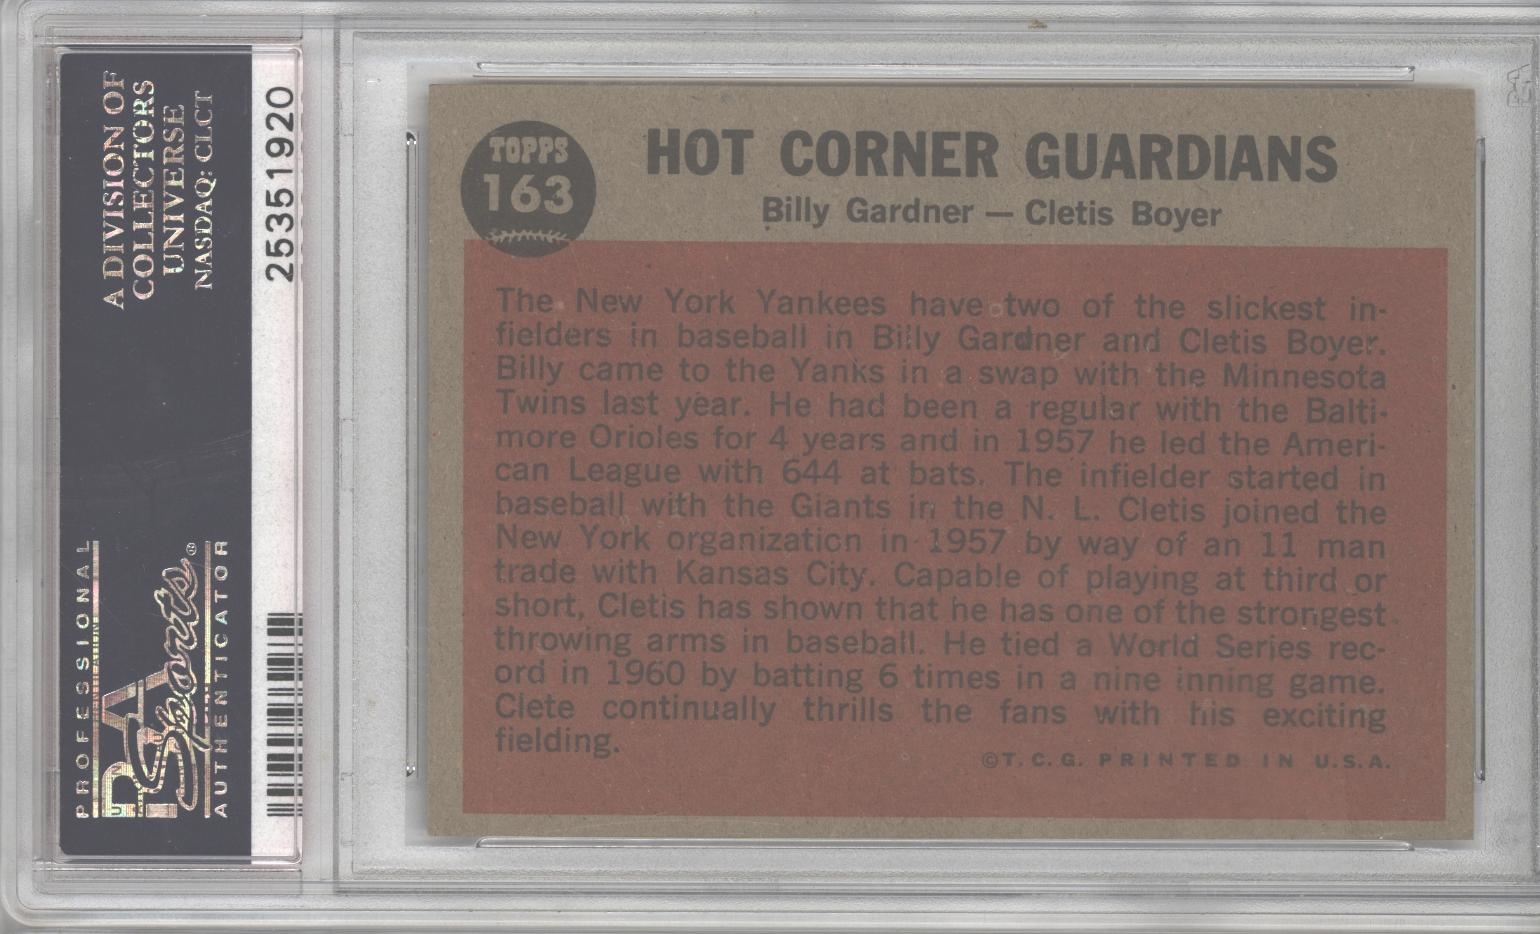 A DIVISION OF
COLLECTORS
UNIVERSE
NASDAQ: CLCT
25351920
PROFESSIONAL
PSA
Sports®
AUTHENTICATOR
TOPPS
163
HOT CORNER GUARDIANS
Billy Gardner — Cletis Boyer
The New York Yankees have two of the slickest in-
fielders in baseball in Billy Gardner and Cletis Boyer.
Billy came to the Yanks in a swap with the Minnesota
Twins last year. He had been a regular with the Balti-
more Orioles for 4 years and in 1957 he led the Ameri-
can League with 644 at bats. The infielder started in
baseball with the Giants in the N. L. Cletis joined the
New York organization in 1957 by way of an 11 man
trade with Kansas City. Capable of playing at third or
short, Cletis has shown that he has one of the strongest
throwing arms in baseball. He tied a World Series rec-
ord in 1960 by batting 6 times in a nine inning game.
Clete continually thrills the fans with his exciting
fielding.
©T.C.G. PRINTED IN U.S.A.